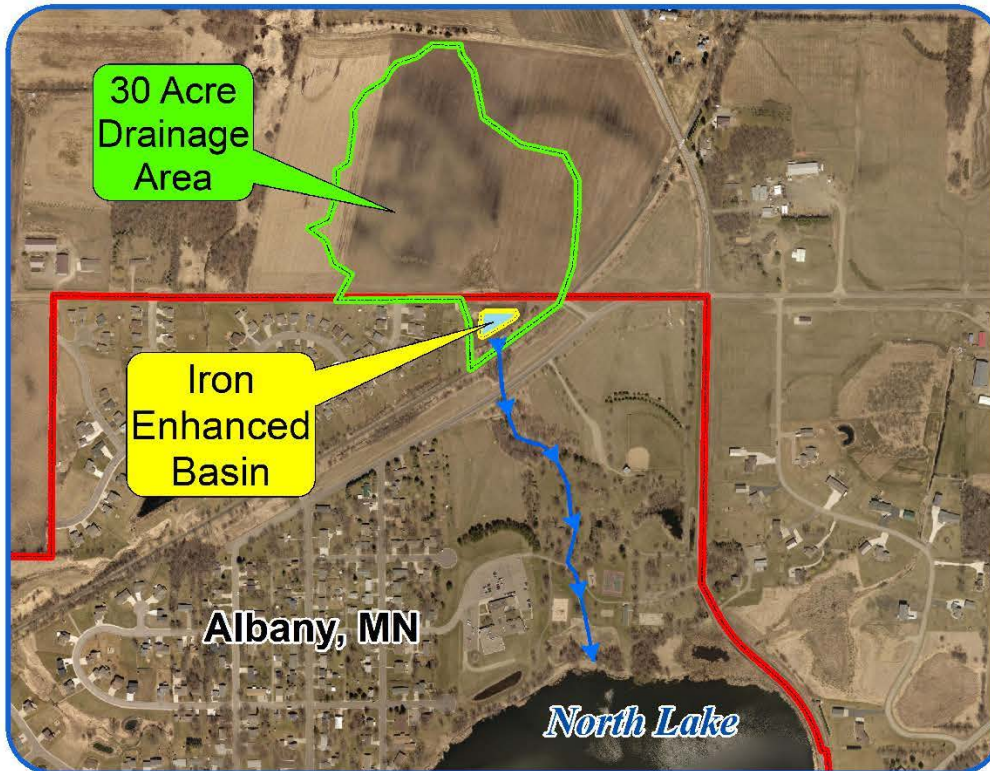 30 Acre
Drainage
Area
Iron
Enhanced
Basin
Albany, MN
North Lake